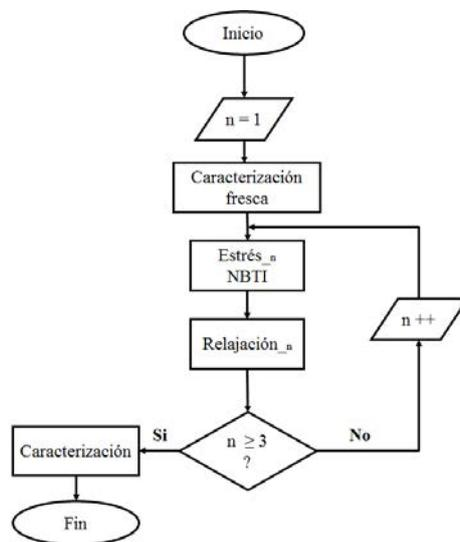 Inicio
n = 1
Caracterización
fresca
Estrés_n
NBTI
n ++
Relajación_n
n ≥ 3
?
Si
No
Caracterización
Fin